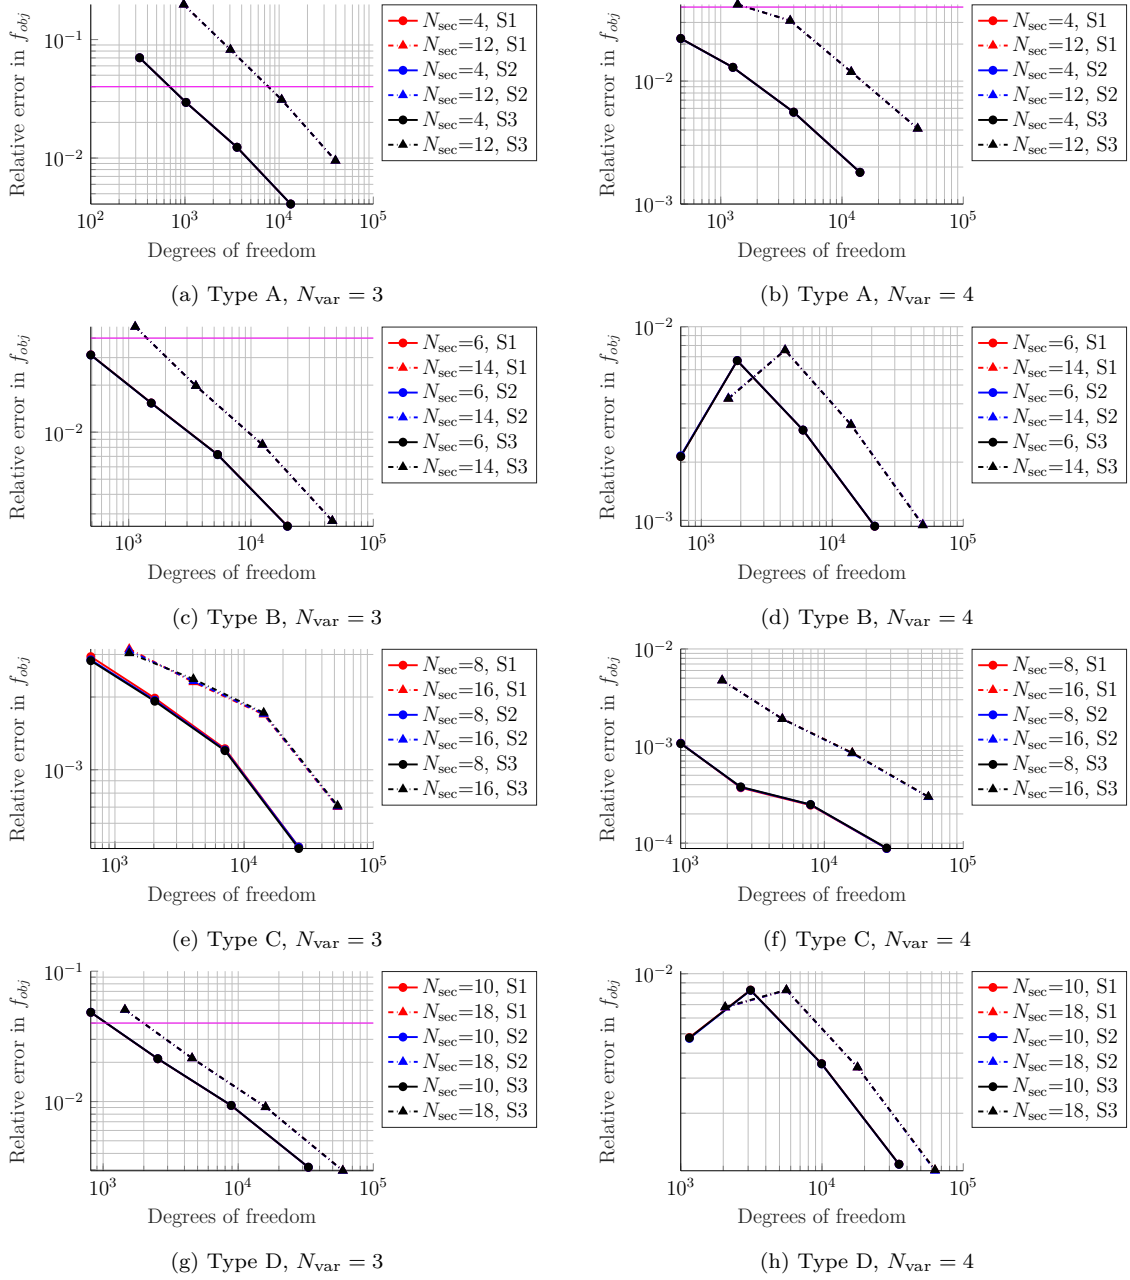 Relative error in f_obj
10^-1
10^-2
10^2 10^3 10^4 10^5
Degrees of freedom
N_sec=4, S1
N_sec=12, S1
N_sec=4, S2
N_sec=12, S2
N_sec=4, S3
N_sec=12, S3
(a) Type A, N_var = 3
Relative error in f_obj
10^-2
10^-3
10^3 10^4 10^5
Degrees of freedom
N_sec=4, S1
N_sec=12, S1
N_sec=4, S2
N_sec=12, S2
N_sec=4, S3
N_sec=12, S3
(b) Type A, N_var = 4
Relative error in f_obj
10^-2
10^3 10^4 10^5
Degrees of freedom
N_sec=6, S1
N_sec=14, S1
N_sec=6, S2
N_sec=14, S2
N_sec=6, S3
N_sec=14, S3
(c) Type B, N_var = 3
Relative error in f_obj
10^-2
10^-3
10^3 10^4 10^5
Degrees of freedom
N_sec=6, S1
N_sec=14, S1
N_sec=6, S2
N_sec=14, S2
N_sec=6, S3
N_sec=14, S3
(d) Type B, N_var = 4
Relative error in f_obj
10^-3
10^3 10^4 10^5
Degrees of freedom
N_sec=8, S1
N_sec=16, S1
N_sec=8, S2
N_sec=16, S2
N_sec=8, S3
N_sec=16, S3
(e) Type C, N_var = 3
Relative error in f_obj
10^-2
10^-3
10^-4
10^3 10^4 10^5
Degrees of freedom
N_sec=8, S1
N_sec=16, S1
N_sec=8, S2
N_sec=16, S2
N_sec=8, S3
N_sec=16, S3
(f) Type C, N_var = 4
Relative error in f_obj
10^-1
10^-2
10^3 10^4 10^5
Degrees of freedom
N_sec=10, S1
N_sec=18, S1
N_sec=10, S2
N_sec=18, S2
N_sec=10, S3
N_sec=18, S3
(g) Type D, N_var = 3
Relative error in f_obj
10^-2
10^3 10^4 10^5
Degrees of freedom
N_sec=10, S1
N_sec=18, S1
N_sec=10, S2
N_sec=18, S2
N_sec=10, S3
N_sec=18, S3
(h) Type D, N_var = 4